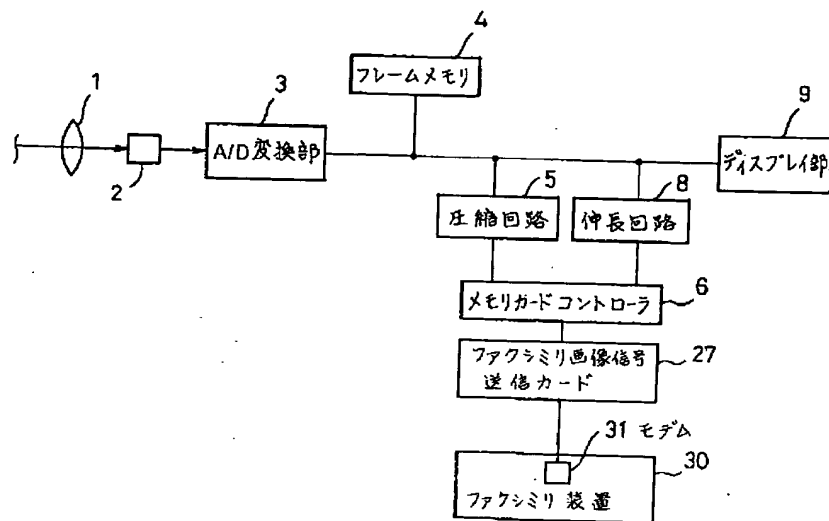 4
フレームメモリ
1
3
9
A/D変換部
ディスプレイ部
2
5
8
圧縮回路
伸長回路
6
メモリガードコントローラ
27
ファクシミリ画像信号
送信カード
31 モデム
30
ファクシミリ装置